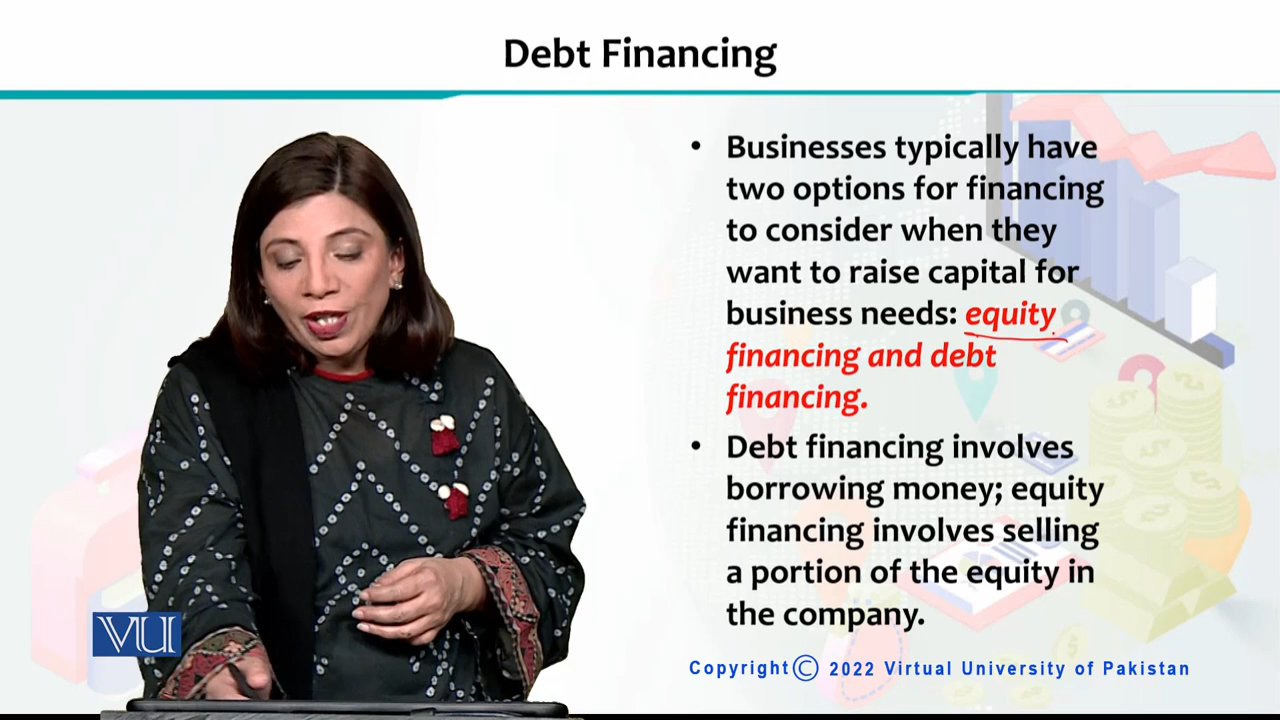 Debt Financing
• Businesses typically have
two options for financing
to consider when they
want to raise capital for
business needs: equity
financing and debt
financing.
• Debt financing involves
borrowing money; equity
financing involves selling
a portion of the equity in
the company.
VU
Copyright © 2022 Virtual University of Pakistan